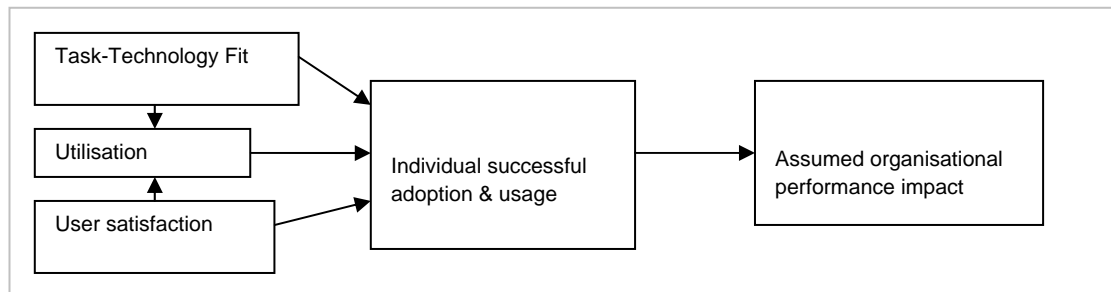 Task-Technology Fit
Utilisation
User satisfaction
Individual successful
adoption & usage
Assumed organisational
performance impact